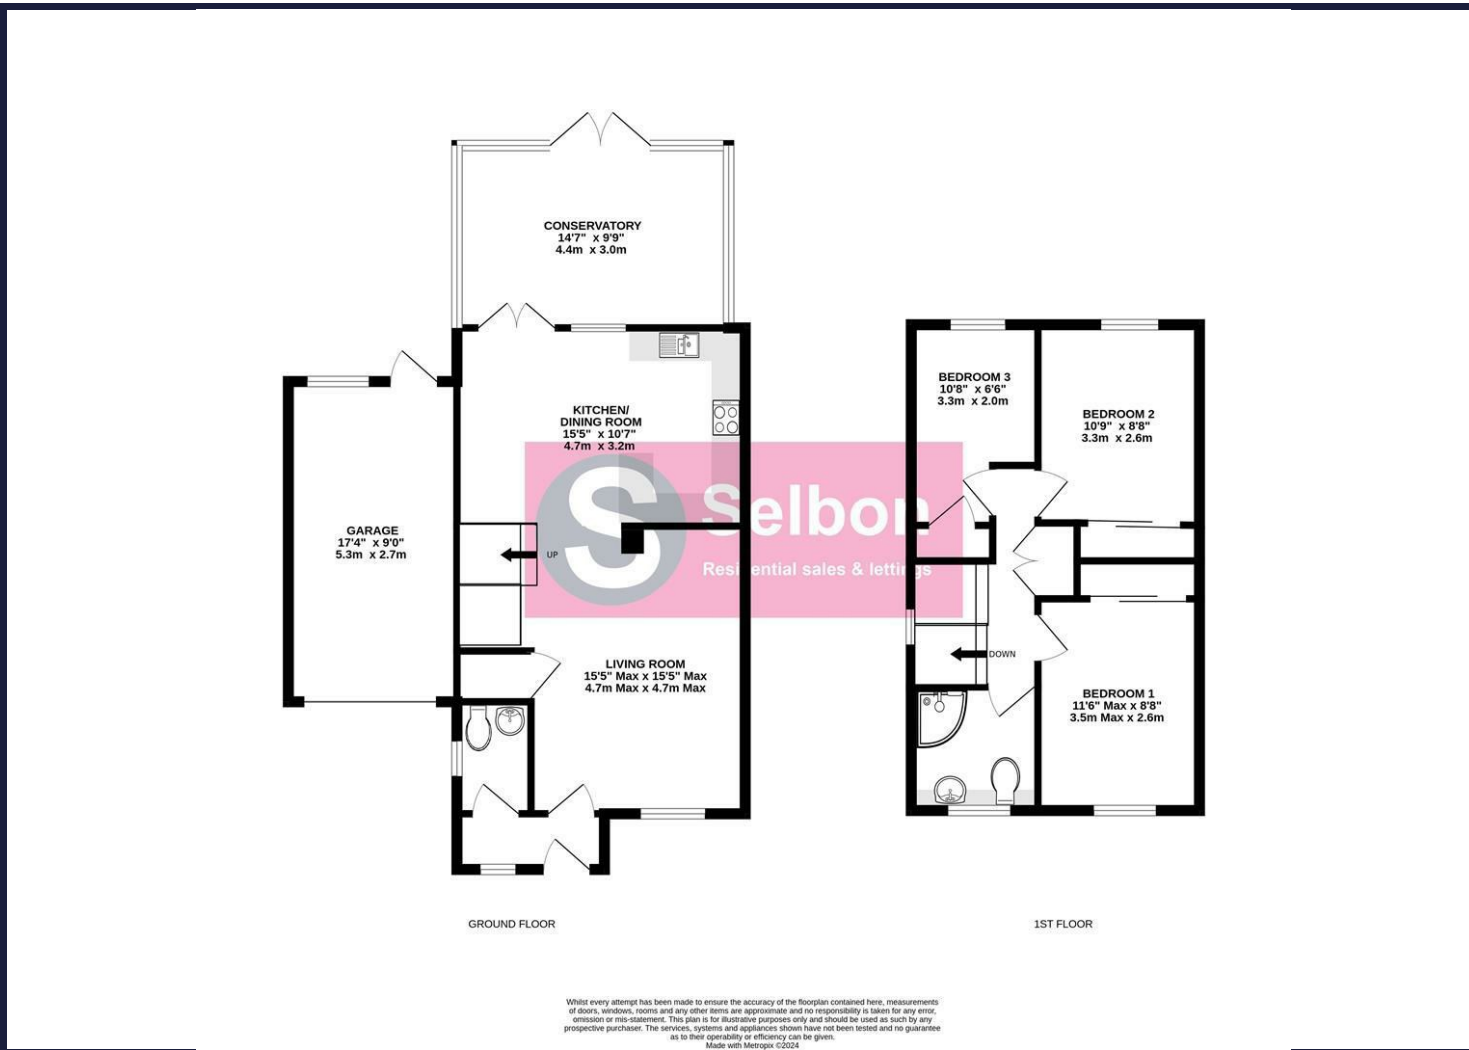 CONSERVATORY
14'7" x 9'9"
4.4m x 3.0m
KITCHEN/
DINING ROOM
15'5" x 10'7"
4.7m x 3.2m
GARAGE
17'4" x 9'0"
5.3m x 2.7m
UP
LIVING ROOM
15'5" Max x 15'5" Max
4.7m Max x 4.7m Max
S
Selbon
Residential sales & lettings
BEDROOM 3
10'8" x 6'6"
3.3m x 2.0m
BEDROOM 2
10'9" x 8'8"
3.3m x 2.6m
DOWN
BEDROOM 1
11'6" Max x 8'8"
3.5m Max x 2.6m
GROUND FLOOR
1ST FLOOR
Whilst every attempt has been made to ensure the accuracy of the floorplan contained here, measurements
of doors, windows, rooms and any other items are approximate and no responsibility is taken for any error,
omission or mis-statement. This plan is for illustrative purposes only and should be used as such by any
prospective purchaser. The services, systems and appliances shown have not been tested and no guarantee
as to their operability or efficiency can be given.
Made with Metropix ©2024